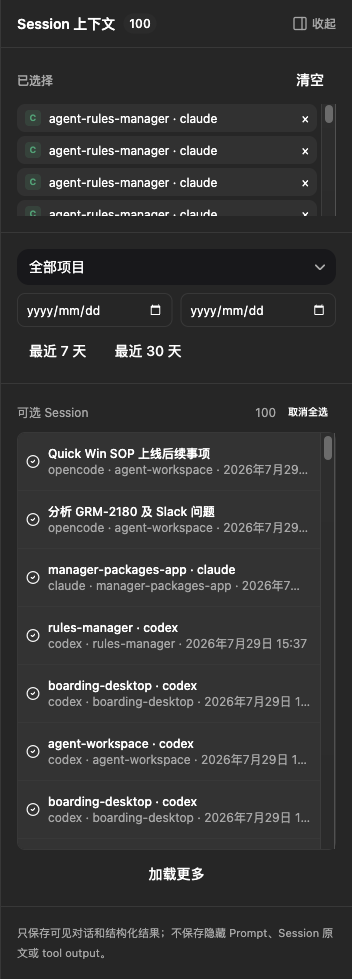 Session 上下文 100 收起
已选择 清空
C agent-rules-manager · claude ×
C agent-rules-manager · claude ×
C agent-rules-manager · claude ×
C agent-rules-manager · claude ×
全部项目
yyyy/mm/dd yyyy/mm/dd
最近 7 天 最近 30 天
可选 Session 100 取消全选
Quick Win SOP 上线后续事项
opencode · agent-workspace · 2026年7月29...
分析 GRM-2180 及 Slack 问题
opencode · agent-workspace · 2026年7月29...
manager-packages-app · claude
claude · manager-packages-app · 2026年7...
rules-manager · codex
codex · rules-manager · 2026年7月29日 15:37
boarding-desktop · codex
codex · boarding-desktop · 2026年7月29日 1...
agent-workspace · codex
codex · agent-workspace · 2026年7月29日 1...
boarding-desktop · codex
codex · boarding-desktop · 2026年7月29日 1...
加载更多
只保存可见对话和结构化结果；不保存隐藏 Prompt、Session 原
文或 tool output。